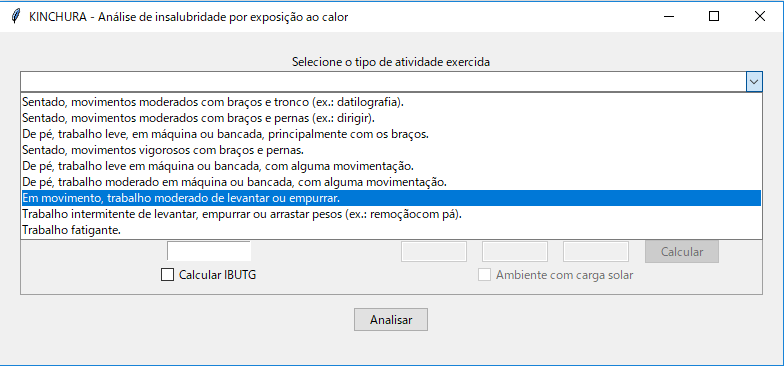 KINCHURA - Análise de insalubridade por exposição ao calor
Selecione o tipo de atividade exercida
Sentado, movimentos moderados com braços e tronco (ex.: datilografia).
Sentado, movimentos moderados com braços e pernas (ex.: dirigir).
De pé, trabalho leve, em máquina ou bancada, principalmente com os braços.
Sentado, movimentos vigorosos com braços e pernas.
De pé, trabalho leve em máquina ou bancada, com alguma movimentação.
De pé, trabalho moderado em máquina ou bancada, com alguma movimentação.
Em movimento, trabalho moderado de levantar ou empurrar.
Trabalho intermitente de levantar, empurrar ou arrastar pesos (ex.: remoçãocom pá).
Trabalho fatigante.
Calcular
Calcular IBUTG Ambiente com carga solar
Analisar